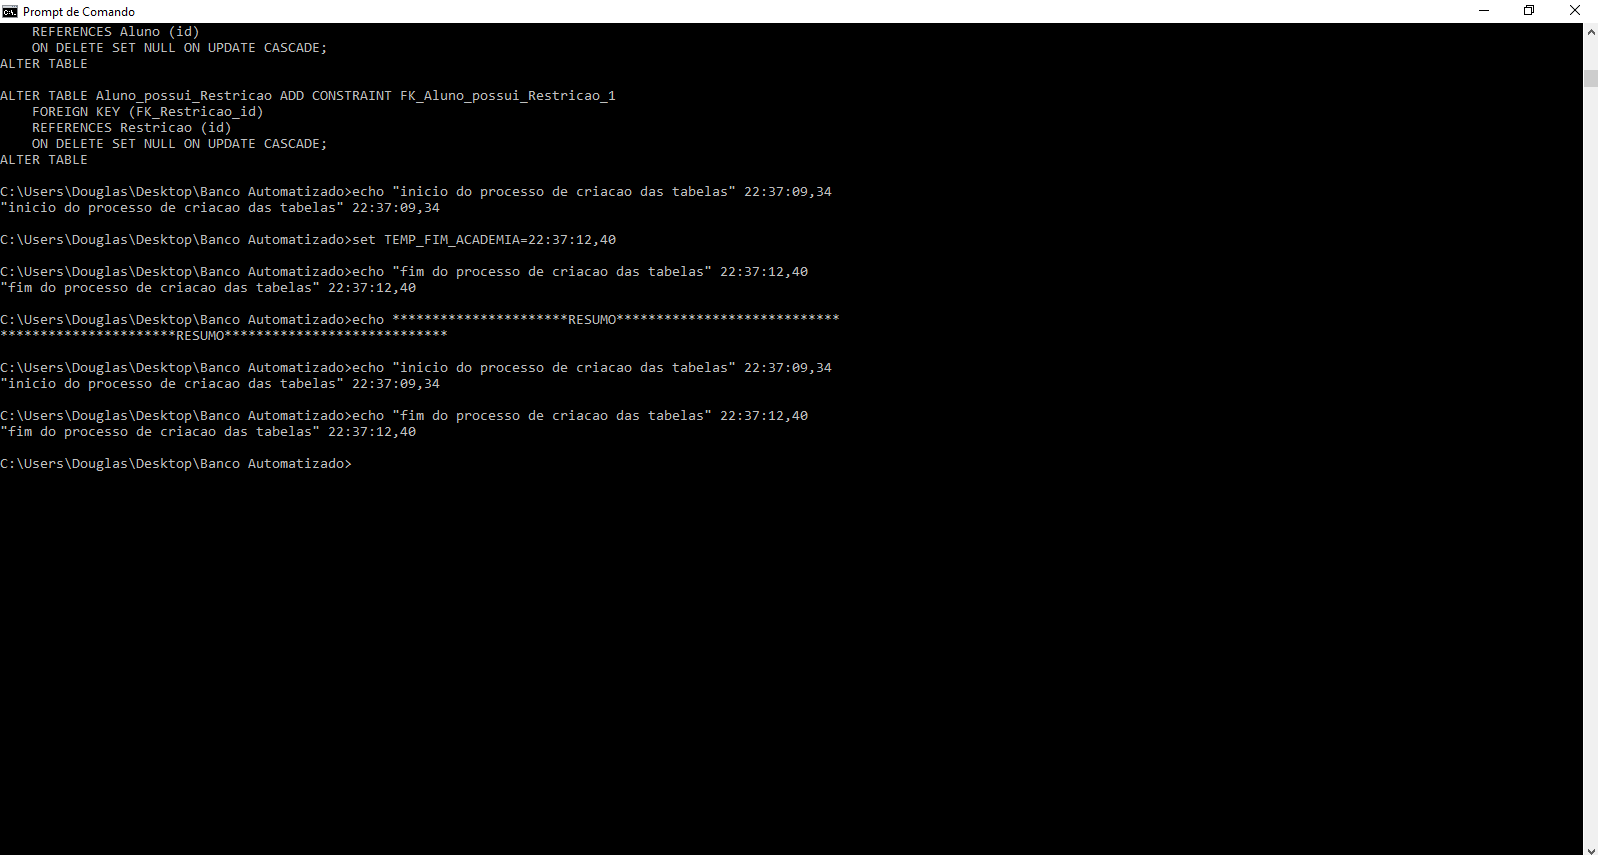 Prompt de Comando
    REFERENCES Aluno (id)
    ON DELETE SET NULL ON UPDATE CASCADE;
ALTER TABLE
ALTER TABLE Aluno_possui_Restricao ADD CONSTRAINT FK_Aluno_possui_Restricao_1
    FOREIGN KEY (FK_Restricao_id)
    REFERENCES Restricao (id)
    ON DELETE SET NULL ON UPDATE CASCADE;
ALTER TABLE
C:\Users\Douglas\Desktop\Banco Automatizado>echo "inicio do processo de criacao das tabelas" 22:37:09,34
"inicio do processo de criacao das tabelas" 22:37:09,34
C:\Users\Douglas\Desktop\Banco Automatizado>set TEMP_FIM_ACADEMIA=22:37:12,40
C:\Users\Douglas\Desktop\Banco Automatizado>echo "fim do processo de criacao das tabelas" 22:37:12,40
"fim do processo de criacao das tabelas" 22:37:12,40
C:\Users\Douglas\Desktop\Banco Automatizado>echo **********************RESUMO****************************
**********************RESUMO****************************
C:\Users\Douglas\Desktop\Banco Automatizado>echo "inicio do processo de criacao das tabelas" 22:37:09,34
"inicio do processo de criacao das tabelas" 22:37:09,34
C:\Users\Douglas\Desktop\Banco Automatizado>echo "fim do processo de criacao das tabelas" 22:37:12,40
"fim do processo de criacao das tabelas" 22:37:12,40
C:\Users\Douglas\Desktop\Banco Automatizado>